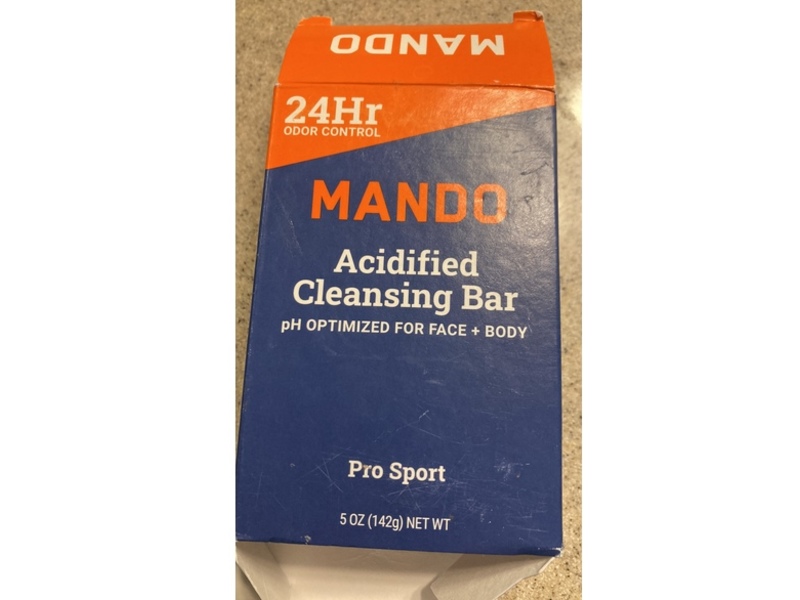 MANDO
24Hr
ODOR CONTROL
MANDO
Acidified
Cleansing Bar
pH OPTIMIZED FOR FACE + BODY
Pro Sport
5 OZ (142g) NET WT